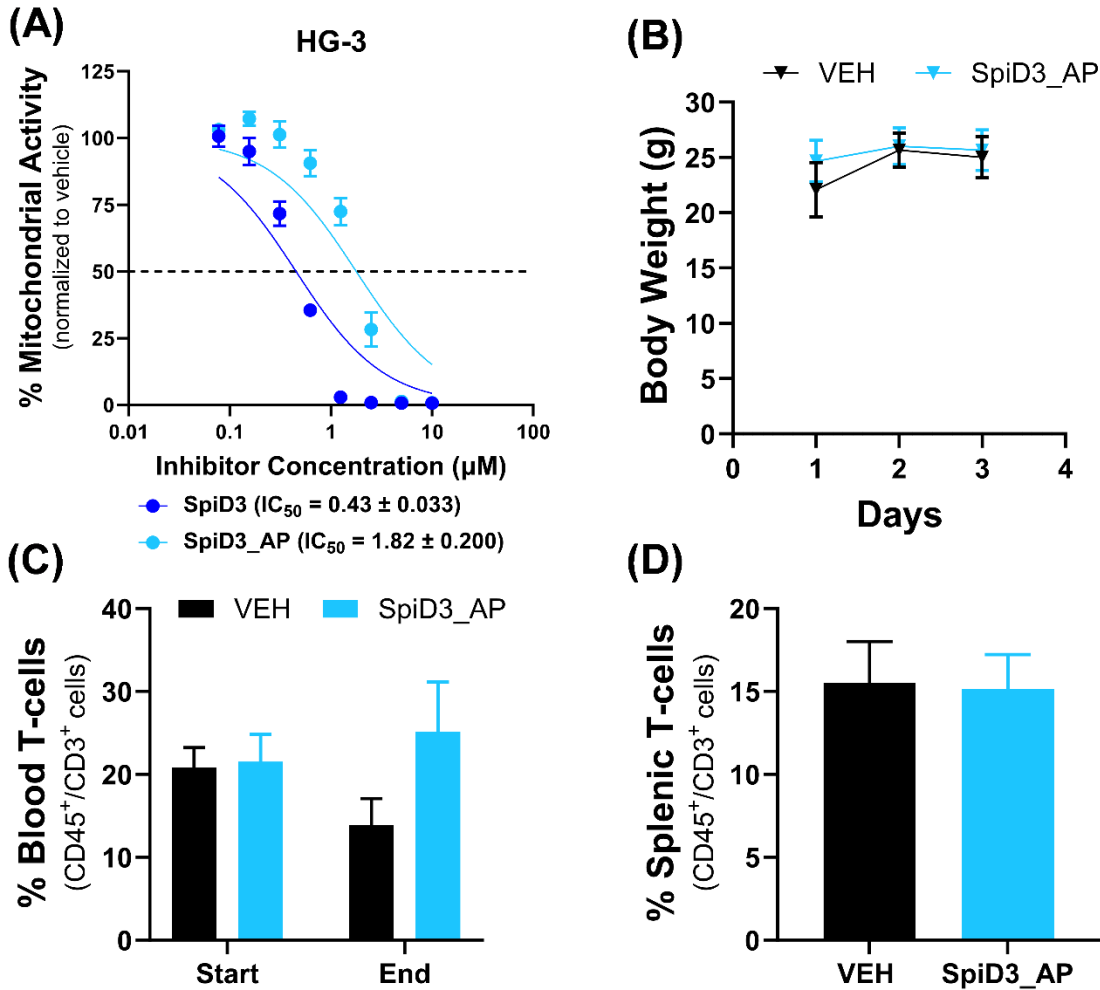 (A)
HG-3
% Mitochondrial Activity
(normalized to vehicle)
125
100
75
50
25
0
0.01
0.1
1
10
100
Inhibitor Concentration (µM)
SpiD3 (IC50 = 0.43 ± 0.033)
SpiD3_AP (IC50 = 1.82 ± 0.200)
(B)
VEH
SpiD3_AP
Body Weight (g)
30
25
20
15
10
5
0
0
1
2
3
4
Days
(C)
VEH
SpiD3_AP
% Blood T-cells
(CD45+/CD3+ cells)
40
30
20
10
0
Start
End
(D)
% Splenic T-cells
(CD45+/CD3+ cells)
20
15
10
5
0
VEH
SpiD3_AP